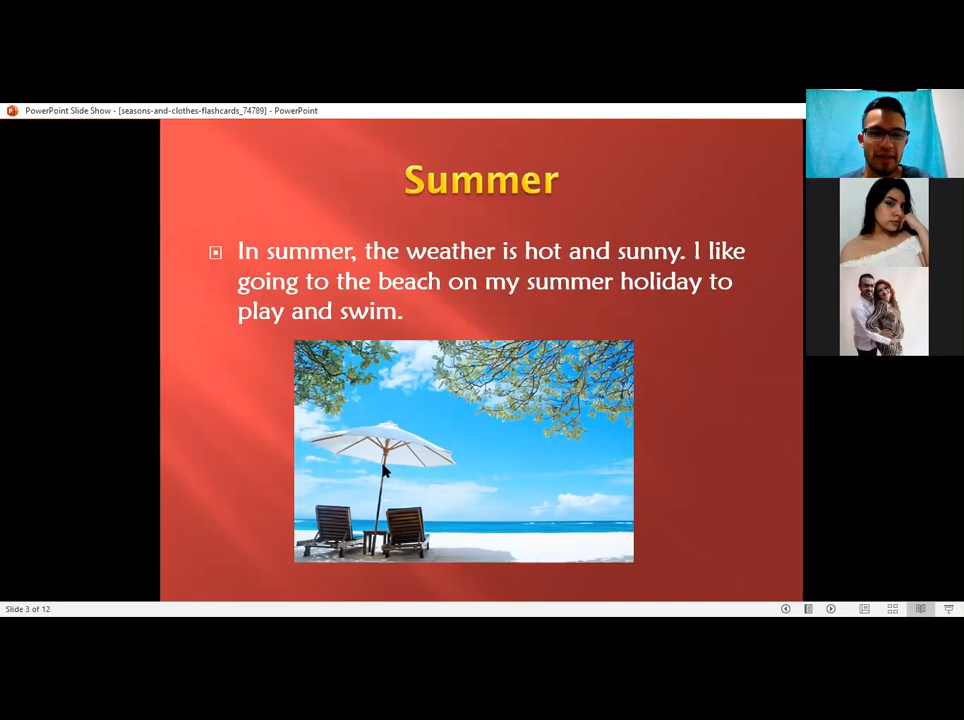 PowerPoint Slide Show - [seasons-and-clothes-flashcards_74789] - PowerPoint
Summer
In summer, the weather is hot and sunny. I like
going to the beach on my summer holiday to
play and swim.
Slide 3 of 12